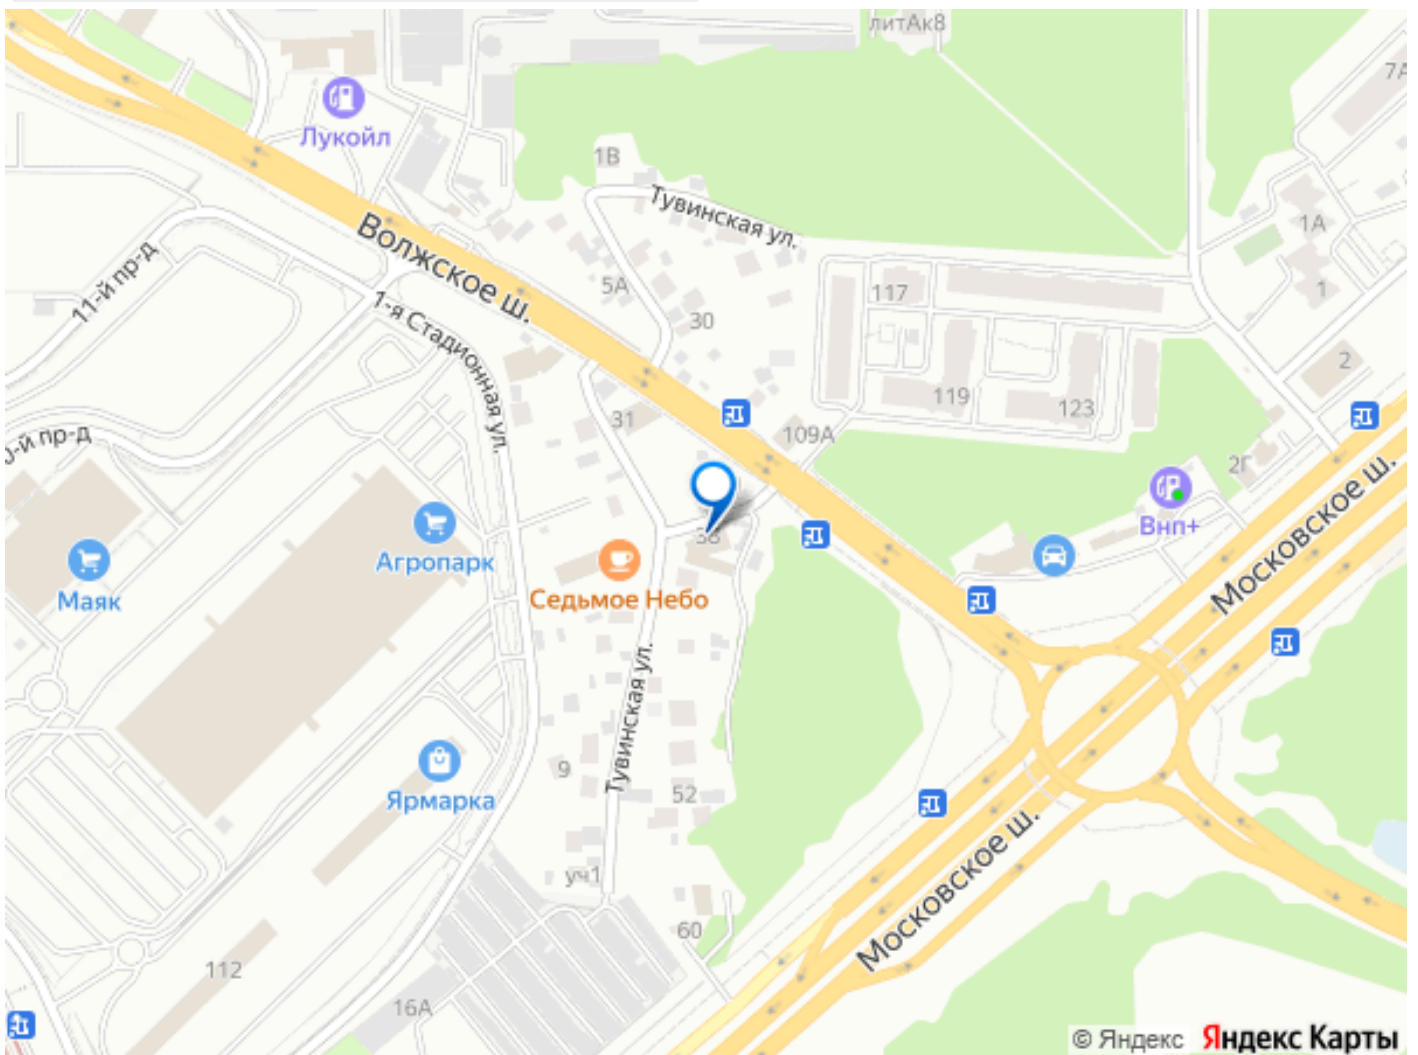 литАк8
7А
Лукойл
1В
Тувинская ул.
1А
11-й пр-д
Волжское ш.
5А
117
1
1-я Стадионная ул.
30
2
119
123
31
109А
й пр-д
2Г
Внп+
Московское ш.
Агропарк
Маяк
Седьмое Небо
Тувинская ул.
9
52
Ярмарка
Московское ш.
уч1
60
112
16А
© Яндекс Яндекс Карты